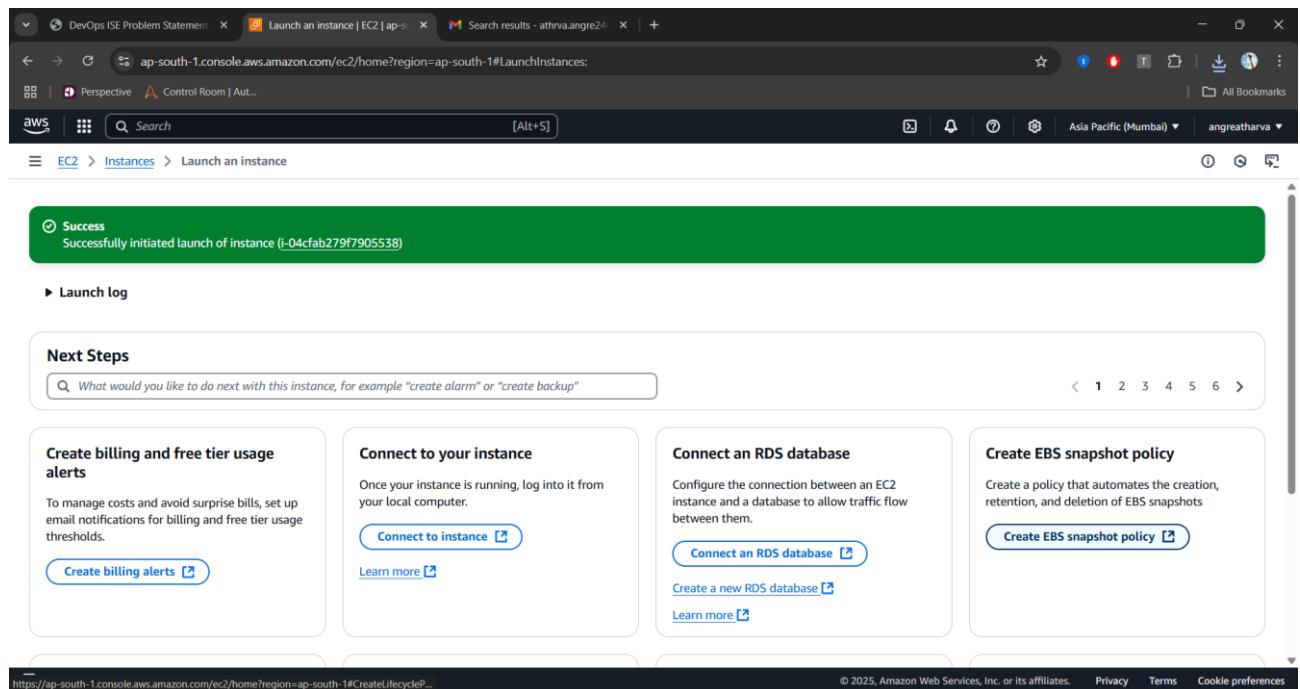 DevOps ISE Problem Statement
Launch an instance | EC2 | ap-s
Search results - athrva.angre24
ap-south-1.console.aws.amazon.com/ec2/home?region=ap-south-1#LaunchInstances:
Perspective
Control Room | Aut...
All Bookmarks
aws
Search
[Alt+S]
Asia Pacific (Mumbai)
angreatharva
EC2 > Instances > Launch an instance
Success
Successfully initiated launch of instance (i-04cfab279f7905538)
Launch log
Next Steps
What would you like to do next with this instance, for example "create alarm" or "create backup"
1 2 3 4 5 6
Create billing and free tier usage
alerts
To manage costs and avoid surprise bills, set up
email notifications for billing and free tier usage
thresholds.
Create billing alerts
Connect to your instance
Once your instance is running, log into it from
your local computer.
Connect to instance
Learn more
Connect an RDS database
Configure the connection between an EC2
instance and a database to allow traffic flow
between them.
Connect an RDS database
Create a new RDS database
Learn more
Create EBS snapshot policy
Create a policy that automates the creation,
retention, and deletion of EBS snapshots
Create EBS snapshot policy
https://ap-south-1.console.aws.amazon.com/ec2/home?region=ap-south-1#CreateLifecycleP...
© 2025, Amazon Web Services, Inc. or its affiliates.
Privacy
Terms
Cookie preferences